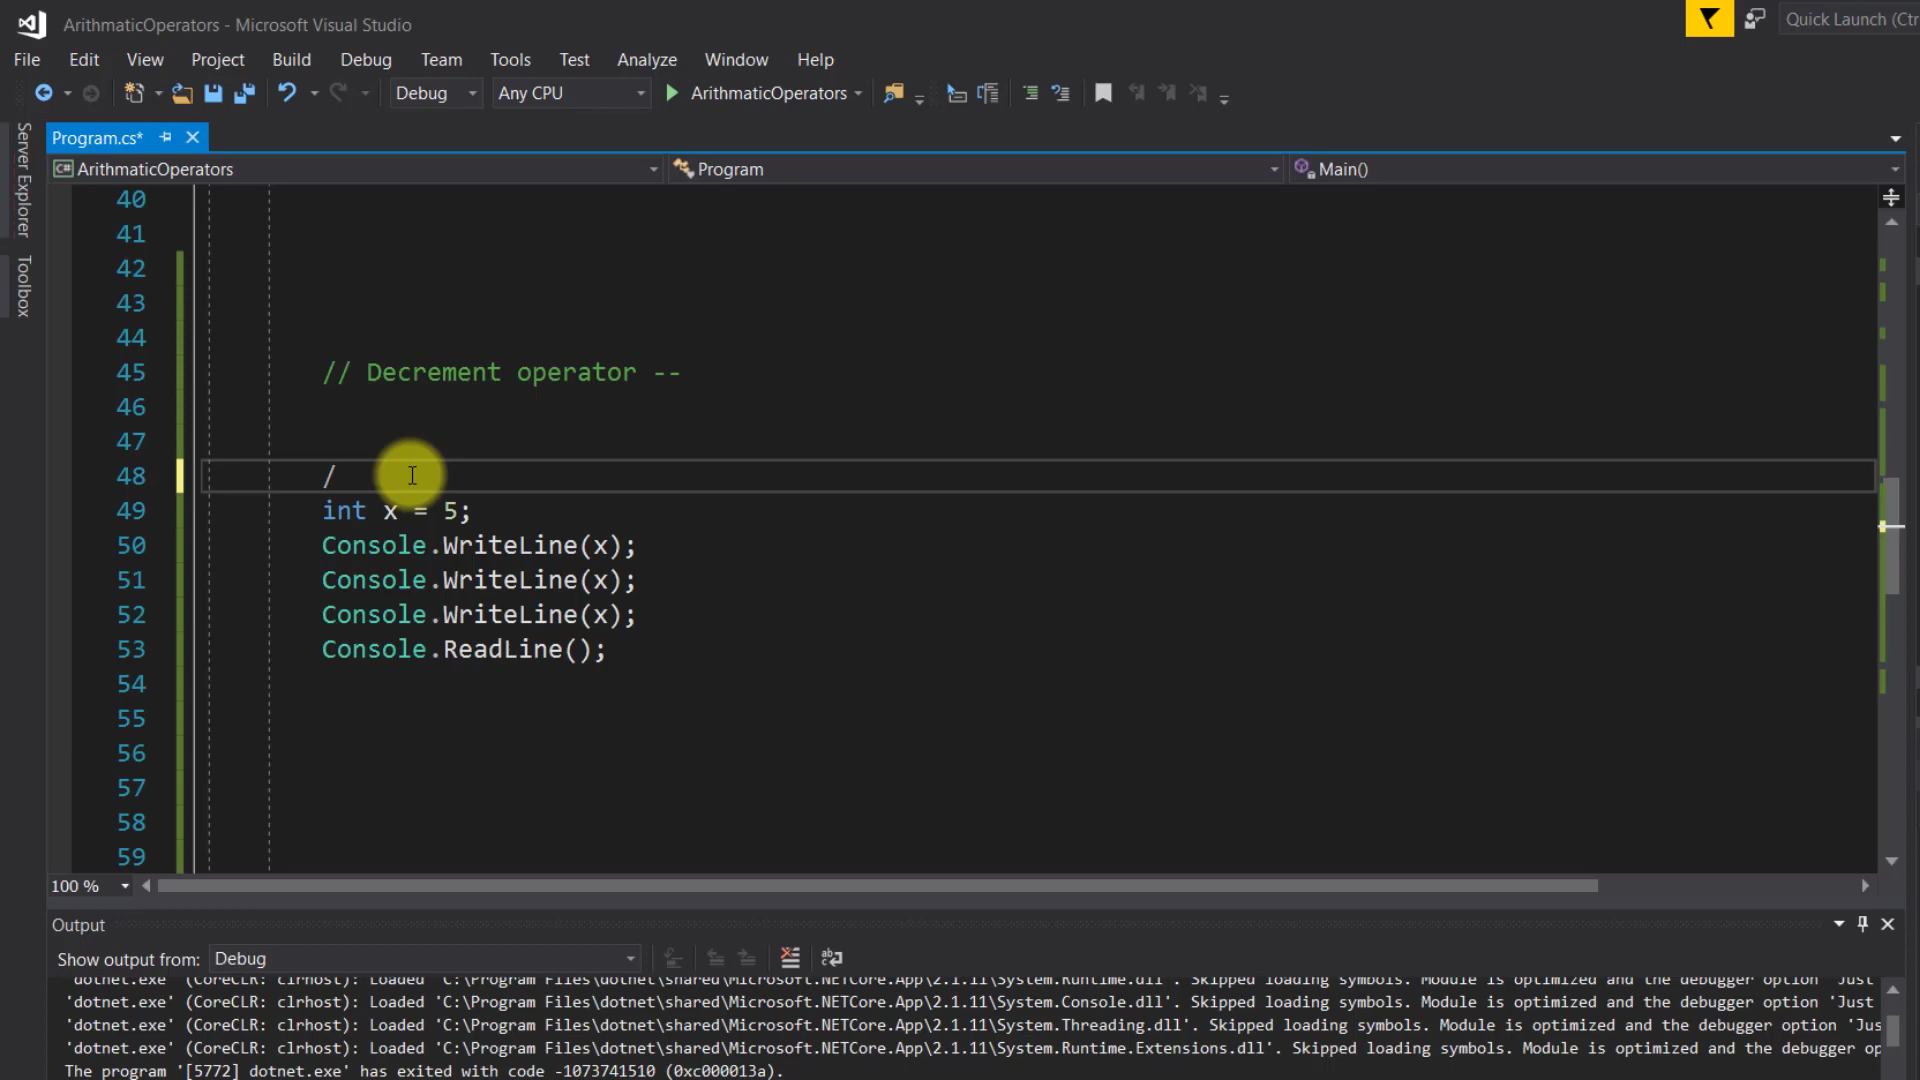 ArithmaticOperators - Microsoft Visual Studio
Quick Launch (Ctr
File Edit View Project Build Debug Team Tools Test Analyze Window Help
Debug Any CPU ArithmaticOperators
Server Explorer
Toolbox
Program.cs*
C# ArithmaticOperators Program Main()
40
41
42
43
44
45 // Decrement operator --
46
47
48 /
49 int x = 5;
50 Console.WriteLine(x);
51 Console.WriteLine(x);
52 Console.WriteLine(x);
53 Console.ReadLine();
54
55
56
57
58
59
100 %
Output
Show output from: Debug
'dotnet.exe' (CoreCLR: clrhost): Loaded 'C:\Program Files\dotnet\shared\Microsoft.NETCore.App\2.1.11\System.Runtime.dll'. Skipped loading symbols. Module is optimized and the debugger option 'Just
'dotnet.exe' (CoreCLR: clrhost): Loaded 'C:\Program Files\dotnet\shared\Microsoft.NETCore.App\2.1.11\System.Console.dll'. Skipped loading symbols. Module is optimized and the debugger option 'Just
'dotnet.exe' (CoreCLR: clrhost): Loaded 'C:\Program Files\dotnet\shared\Microsoft.NETCore.App\2.1.11\System.Threading.dll'. Skipped loading symbols. Module is optimized and the debugger option 'Jus
'dotnet.exe' (CoreCLR: clrhost): Loaded 'C:\Program Files\dotnet\shared\Microsoft.NETCore.App\2.1.11\System.Runtime.Extensions.dll'. Skipped loading symbols. Module is optimized and the debugger op
The program '[5772] dotnet.exe' has exited with code -1073741510 (0xc000013a).